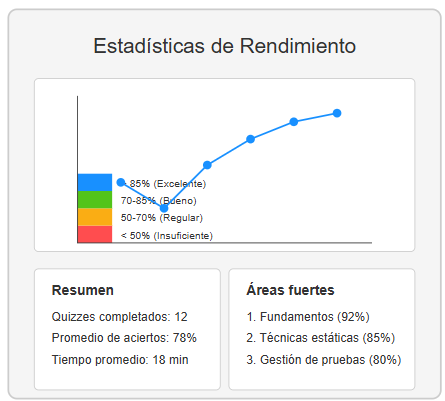 Estadísticas de Rendimiento
> 85% (Excelente)
70-85% (Bueno)
50-70% (Regular)
< 50% (Insuficiente)
Resumen
Quizzes completados: 12
Promedio de aciertos: 78%
Tiempo promedio: 18 min
Áreas fuertes
1. Fundamentos (92%)
2. Técnicas estáticas (85%)
3. Gestión de pruebas (80%)